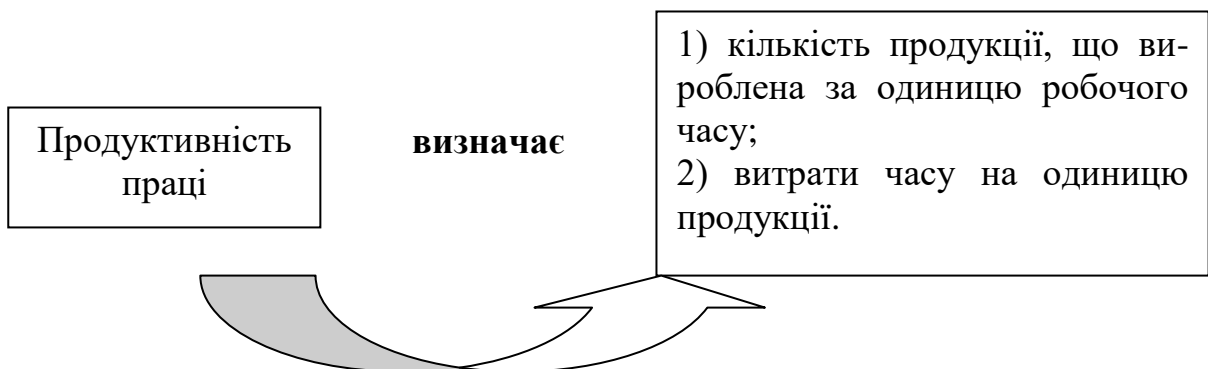 Продуктивність
праці
визначає
1) кількість продукції, що ви-
роблена за одиницю робочого
часу;
2) витрати часу на одиницю
продукції.